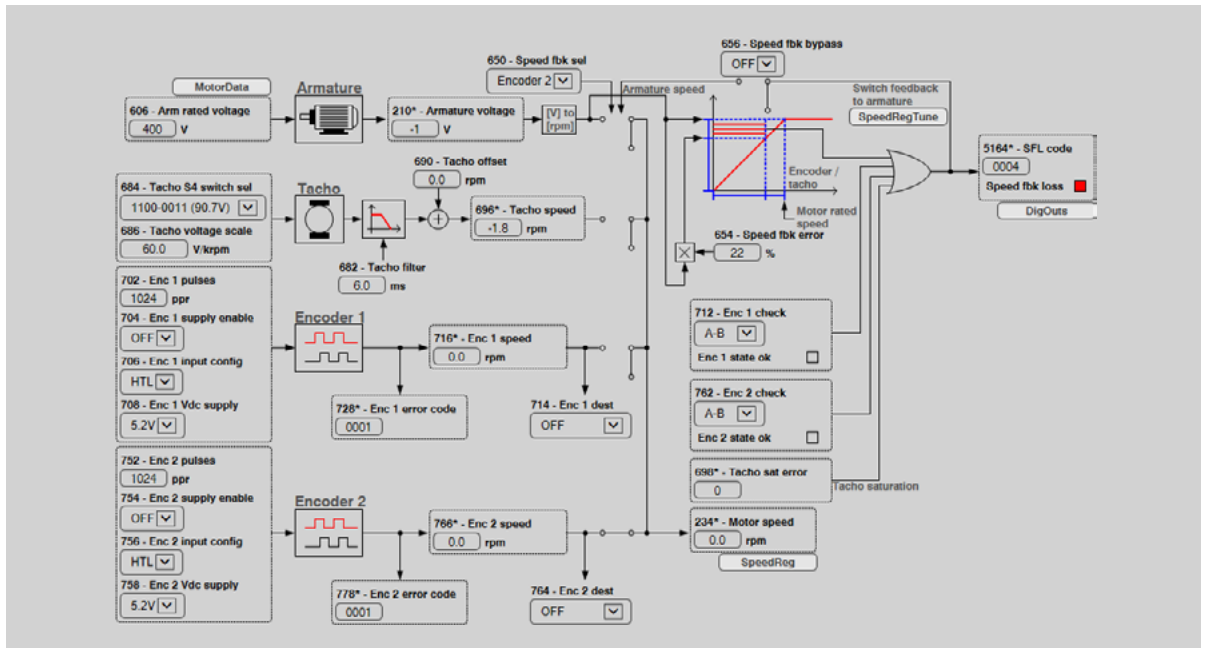 656 - Speed fbk bypass
OFF
650 - Speed fbk sel
Encoder 2
MotorData
Armature
606 - Arm rated voltage
400 V
210* - Armature voltage
-1 V
[V] to
[rpm]
Armature speed
Switch feedback
to armature
SpeedRegTune
Encoder /
tacho
Motor rated
speed
5164* - SFL code
0004
Speed fbk loss
DigOuts
690 - Tacho offset
0.0 rpm
684 - Tacho S4 switch sel
1100-0011 (90.7V)
686 - Tacho voltage scale
60.0 V/krpm
Tacho
696* - Tacho speed
-1.8 rpm
682 - Tacho filter
6.0 ms
654 - Speed fbk error
22 %
702 - Enc 1 pulses
1024 ppr
704 - Enc 1 supply enable
OFF
706 - Enc 1 input config
HTL
708 - Enc 1 Vdc supply
5.2V
Encoder 1
716* - Enc 1 speed
0.0 rpm
728* - Enc 1 error code
0001
714 - Enc 1 dest
OFF
712 - Enc 1 check
A-B
Enc 1 state ok
762 - Enc 2 check
A-B
Enc 2 state ok
698* - Tacho sat error
0
Tacho saturation
752 - Enc 2 pulses
1024 ppr
754 - Enc 2 supply enable
OFF
756 - Enc 2 input config
HTL
758 - Enc 2 Vdc supply
5.2V
Encoder 2
766* - Enc 2 speed
0.0 rpm
778* - Enc 2 error code
0001
764 - Enc 2 dest
OFF
234* - Motor speed
0.0 rpm
SpeedReg